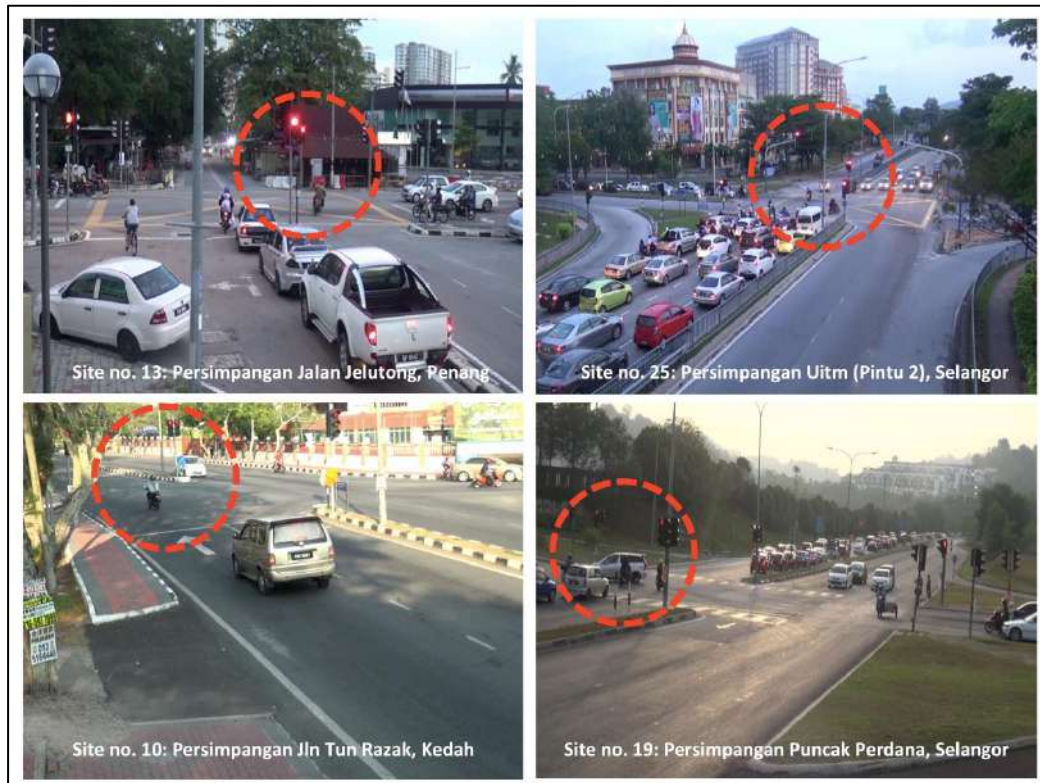 Site no. 13: Persimpangan Jalan Jelutong, Penang
Site no. 25: Persimpangan Uitm (Pintu 2), Selangor
Site no. 10: Persimpangan Jln Tun Razak, Kedah
Site no. 19: Persimpangan Puncak Perdana, Selangor